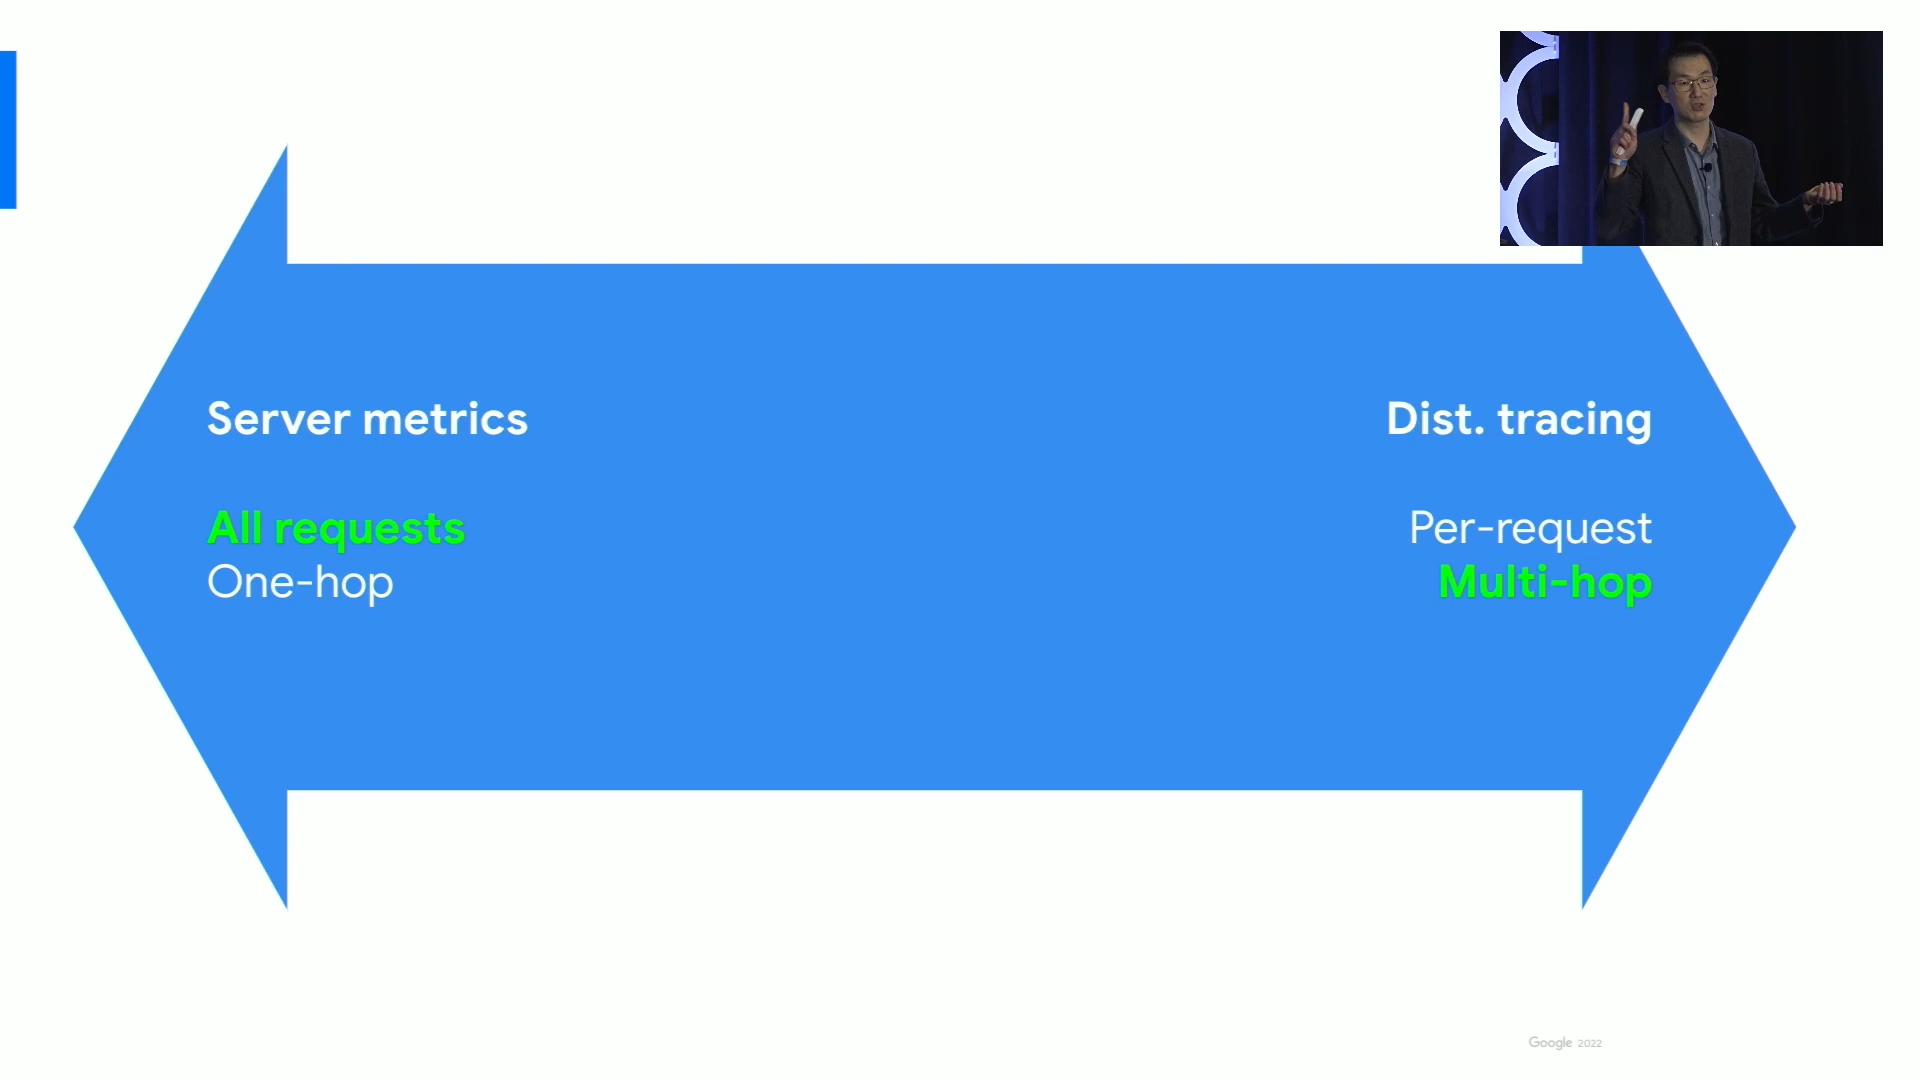 Server metrics
All requests
One-hop
Dist. tracing
Per-request
Multi-hop
Google 2022